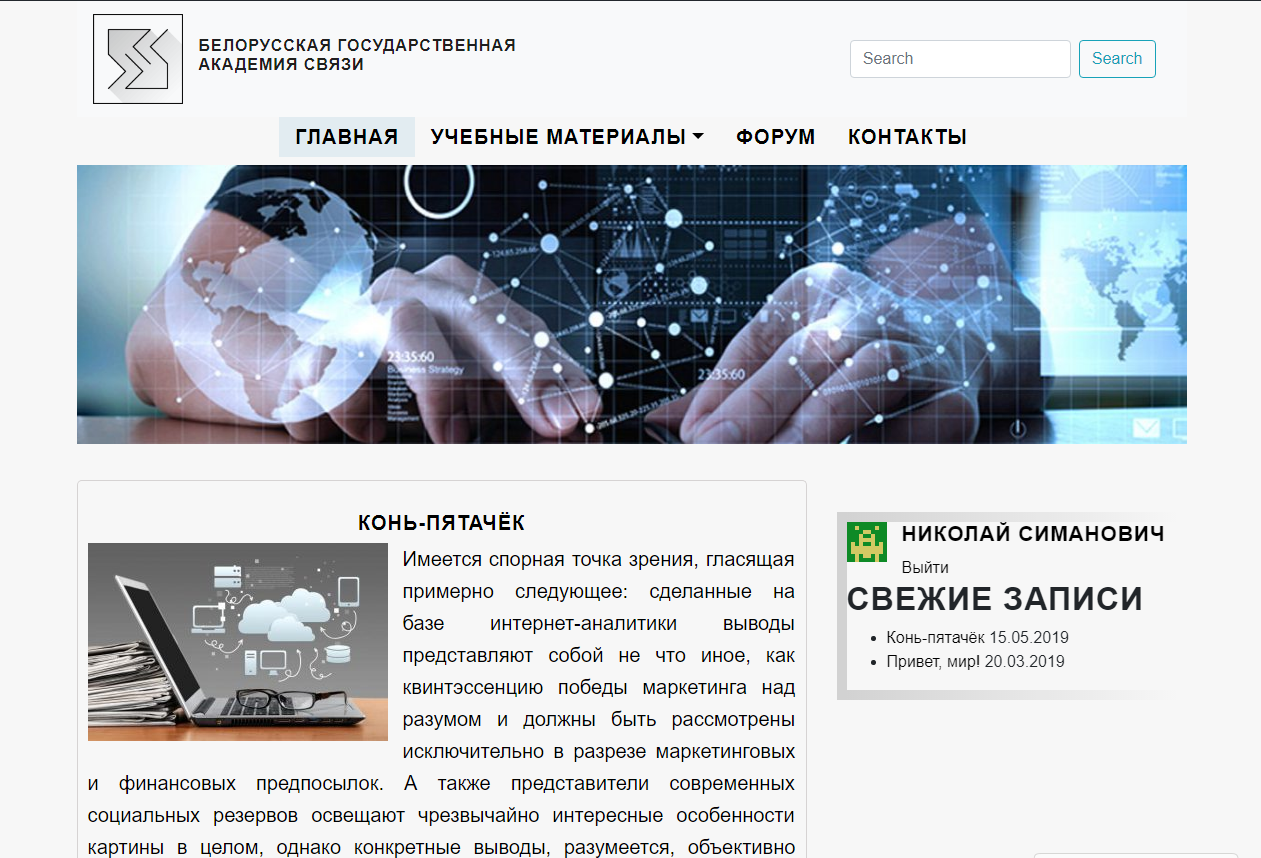 БЕЛОРУССКАЯ ГОСУДАРСТВЕННАЯ
АКАДЕМИЯ СВЯЗИ
Search
Search
ГЛАВНАЯ
УЧЕБНЫЕ МАТЕРИАЛЫ
ФОРУМ
КОНТАКТЫ
23:35:60
Business Strategy
Management
23:35:60
КОНЬ-ПЯТАЧЁК
Имеется спорная точка зрения, гласящая
примерно следующее: сделанные на
базе интернет-аналитики выводы
представляют собой не что иное, как
квинтэссенцию победы маркетинга над
разумом и должны быть рассмотрены
исключительно в разрезе маркетинговых
и финансовых предпосылок. А также представители современных
социальных резервов освещают чрезвычайно интересные особенности
картины в целом, однако конкретные выводы, разумеется, объективно
НИКОЛАЙ СИМАНОВИЧ
Выйти
СВЕЖИЕ ЗАПИСИ
Конь-пятачёк 15.05.2019
Привет, мир! 20.03.2019